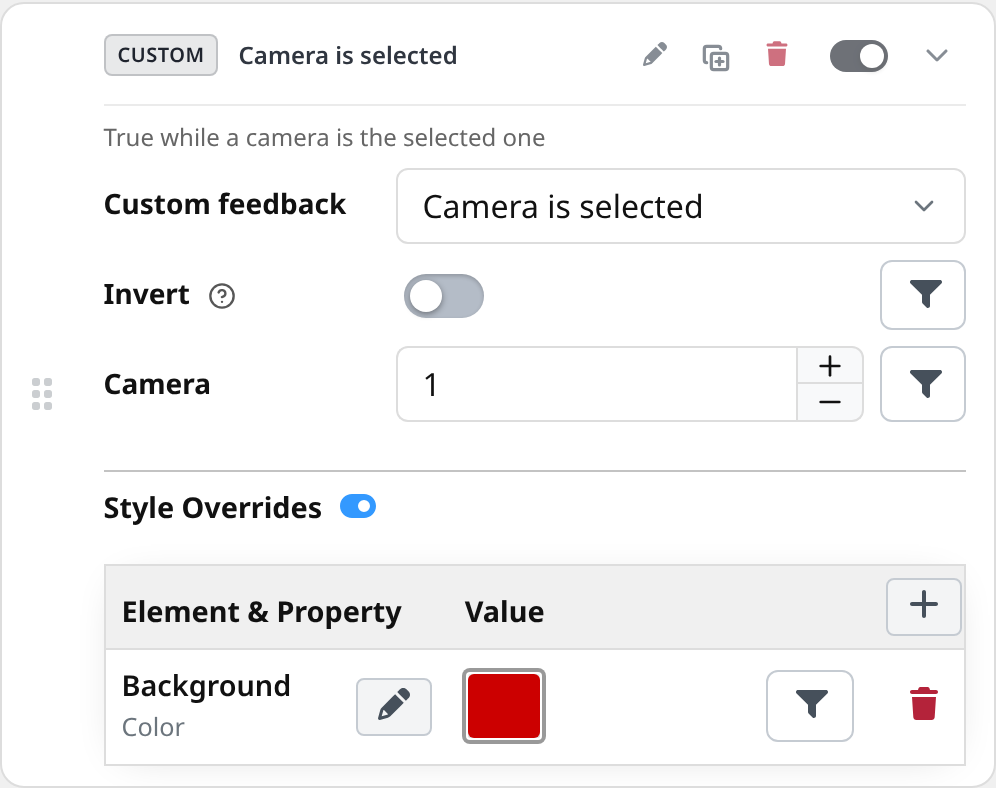 CUSTOM Camera is selected
True while a camera is the selected one
Custom feedback Camera is selected
Invert ?
Camera 1
Style Overrides
Element & Property Value
Background
Color